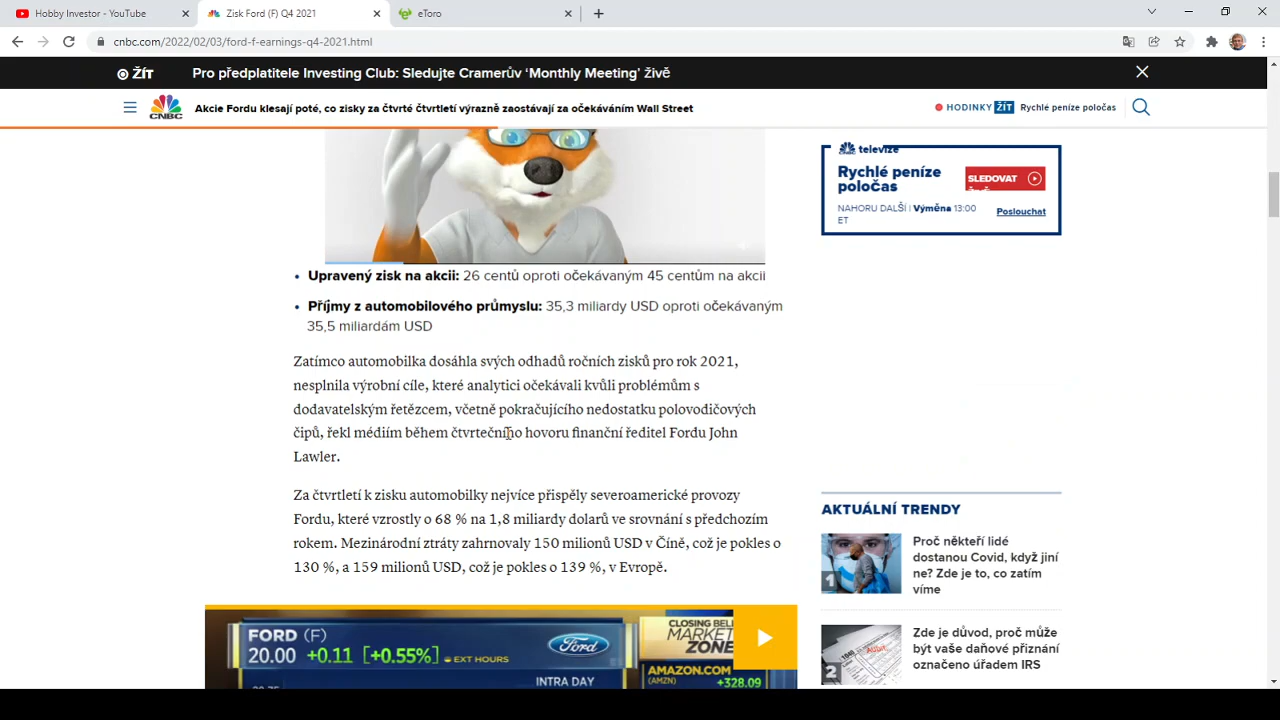 Hobby Investor - YouTube
Zisk Ford (F) Q4 2021
eToro
cnbc.com/2022/02/03/ford-f-earnings-q4-2021.html
ŽÍT
Pro předplatitele Investing Club: Sledujte Cramerův ‘Monthly Meeting’ živě
CNBC
Akcie Fordu klesají poté, co zisky za čtvrté čtvrtletí výrazně zaostávají za očekáváním Wall Street
HODINKY ŽÍT Rychlé peníze poločas
televize
Rychlé peníze
poločas
SLEDOVAT
NAHORU DALŠÍ | Výměna 13:00
ET
Poslouchat
• Upravený zisk na akcii: 26 centů oproti očekávaným 45 centům na akcii
• Příjmy z automobilového průmyslu: 35,3 miliardy USD oproti očekávaným
35,5 miliardám USD
Zatímco automobilka dosáhla svých odhadů ročních zisků pro rok 2021,
nesplnila výrobní cíle, které analytici očekávali kvůli problémům s
dodavatelským řetězcem, včetně pokračujícího nedostatku polovodičových
čipů, řekl médiím během čtvrtečního hovoru finanční ředitel Fordu John
Lawler.
Za čtvrtletí k zisku automobilky nejvíce přispěly severoamerické provozy
Fordu, které vzrostly o 68 % na 1,8 miliardy dolarů ve srovnání s předchozím
rokem. Mezinárodní ztráty zahrnovaly 150 milionů USD v Číně, což je pokles o
130 %, a 159 milionů USD, což je pokles o 139 %, v Evropě.
FORD (F)
20.00 +0.11 [+0.55%] EXT HOURS
Ford
INTRA DAY
CLOSING BELL
MARKET
ZONE
AMAZON.COM
(AMZN) +328.09
AKTUÁLNÍ TRENDY
1
Proč někteří lidé
dostanou Covid, když jiní
ne? Zde je to, co zatím
víme
2
Zde je důvod, proč může
být vaše daňové přiznání
označeno úřadem IRS